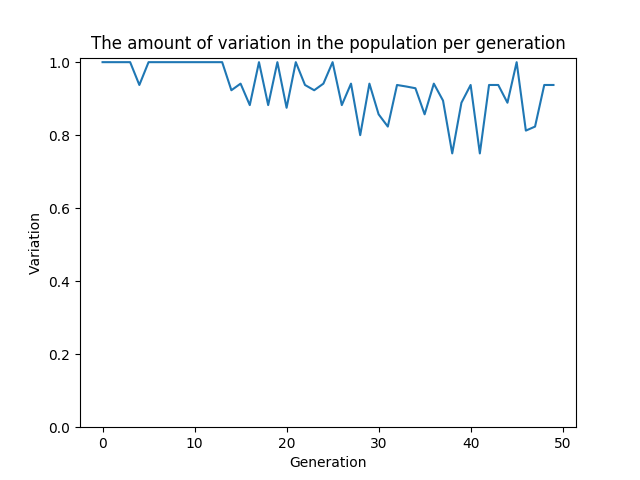 The amount of variation in the population per generation
1.0
0.8
0.6
0.4
0.2
0.0
Variation
0 10 20 30 40 50
Generation